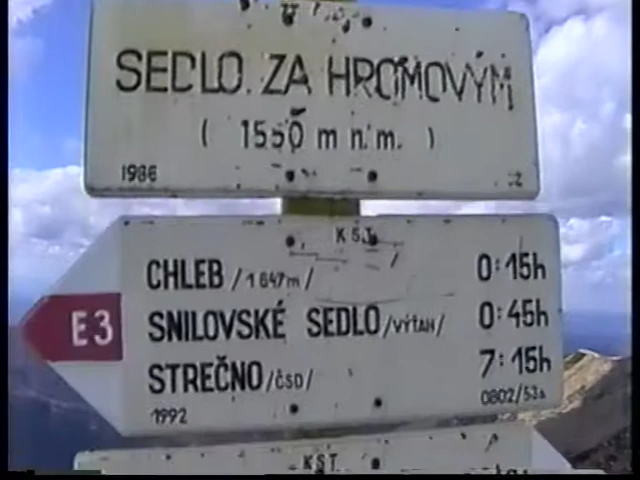 SEDLO ZA HROMOVÝM
( 1550 m n. m. )
1986
KST
CHLEB /1647m/ 0:15h
E3 SNILOVSKÉ SEDLO /VÝŤAH/ 0:45h
STREČNO /ČSD/ 7:15h
1992 0802/53a
KST